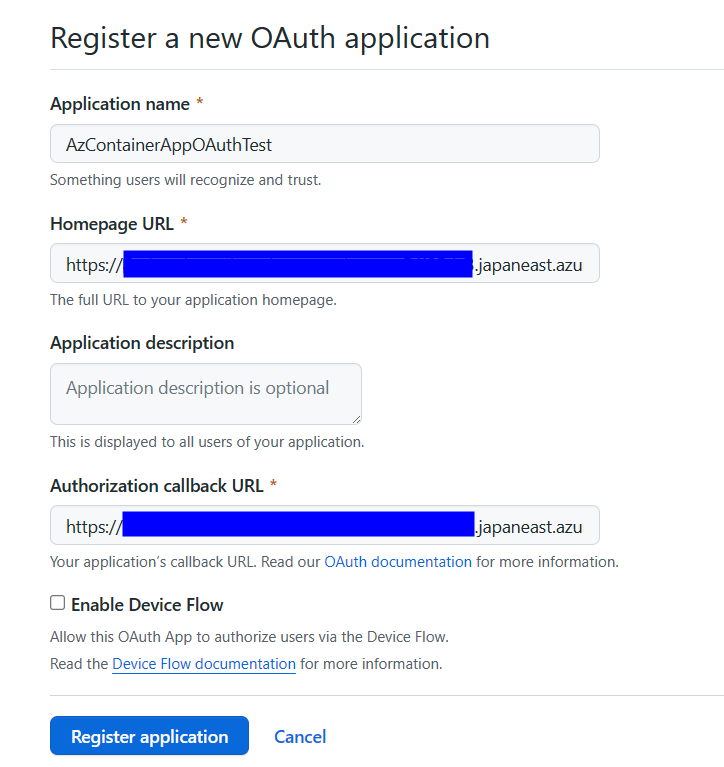 Register a new OAuth application
Application name *
AzContainerAppOAuthTest
Something users will recognize and trust.
Homepage URL *
https:// .japaneast.azu
The full URL to your application homepage.
Application description
Application description is optional
This is displayed to all users of your application.
Authorization callback URL *
https:// .japaneast.azu
Your application’s callback URL. Read our OAuth documentation for more information.
Enable Device Flow
Allow this OAuth App to authorize users via the Device Flow.
Read the Device Flow documentation for more information.
Register application Cancel